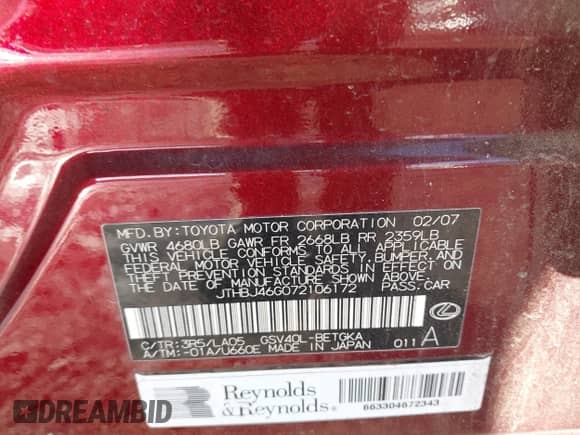 MFD. BY: TOYOTA MOTOR CORPORATION 02/07
GVWR 4680LB GAWR FR 2668LB RR 2359LB
THIS VEHICLE CONFORMS TO ALL APPLICABLE
FEDERAL MOTOR VEHICLE SAFETY, BUMPER, AND
THEFT PREVENTION STANDARDS IN EFFECT ON
THE DATE OF MANUFACTURE SHOWN ABOVE.
JTHBJ46G072106172 PASS.CAR
C/TR:3R5/LA05 GSV40L-BETGKA
A/TM:-01A/U660E MADE IN JAPAN 011 A
Reynolds
&Reynolds®
863304672343
DREAMBID